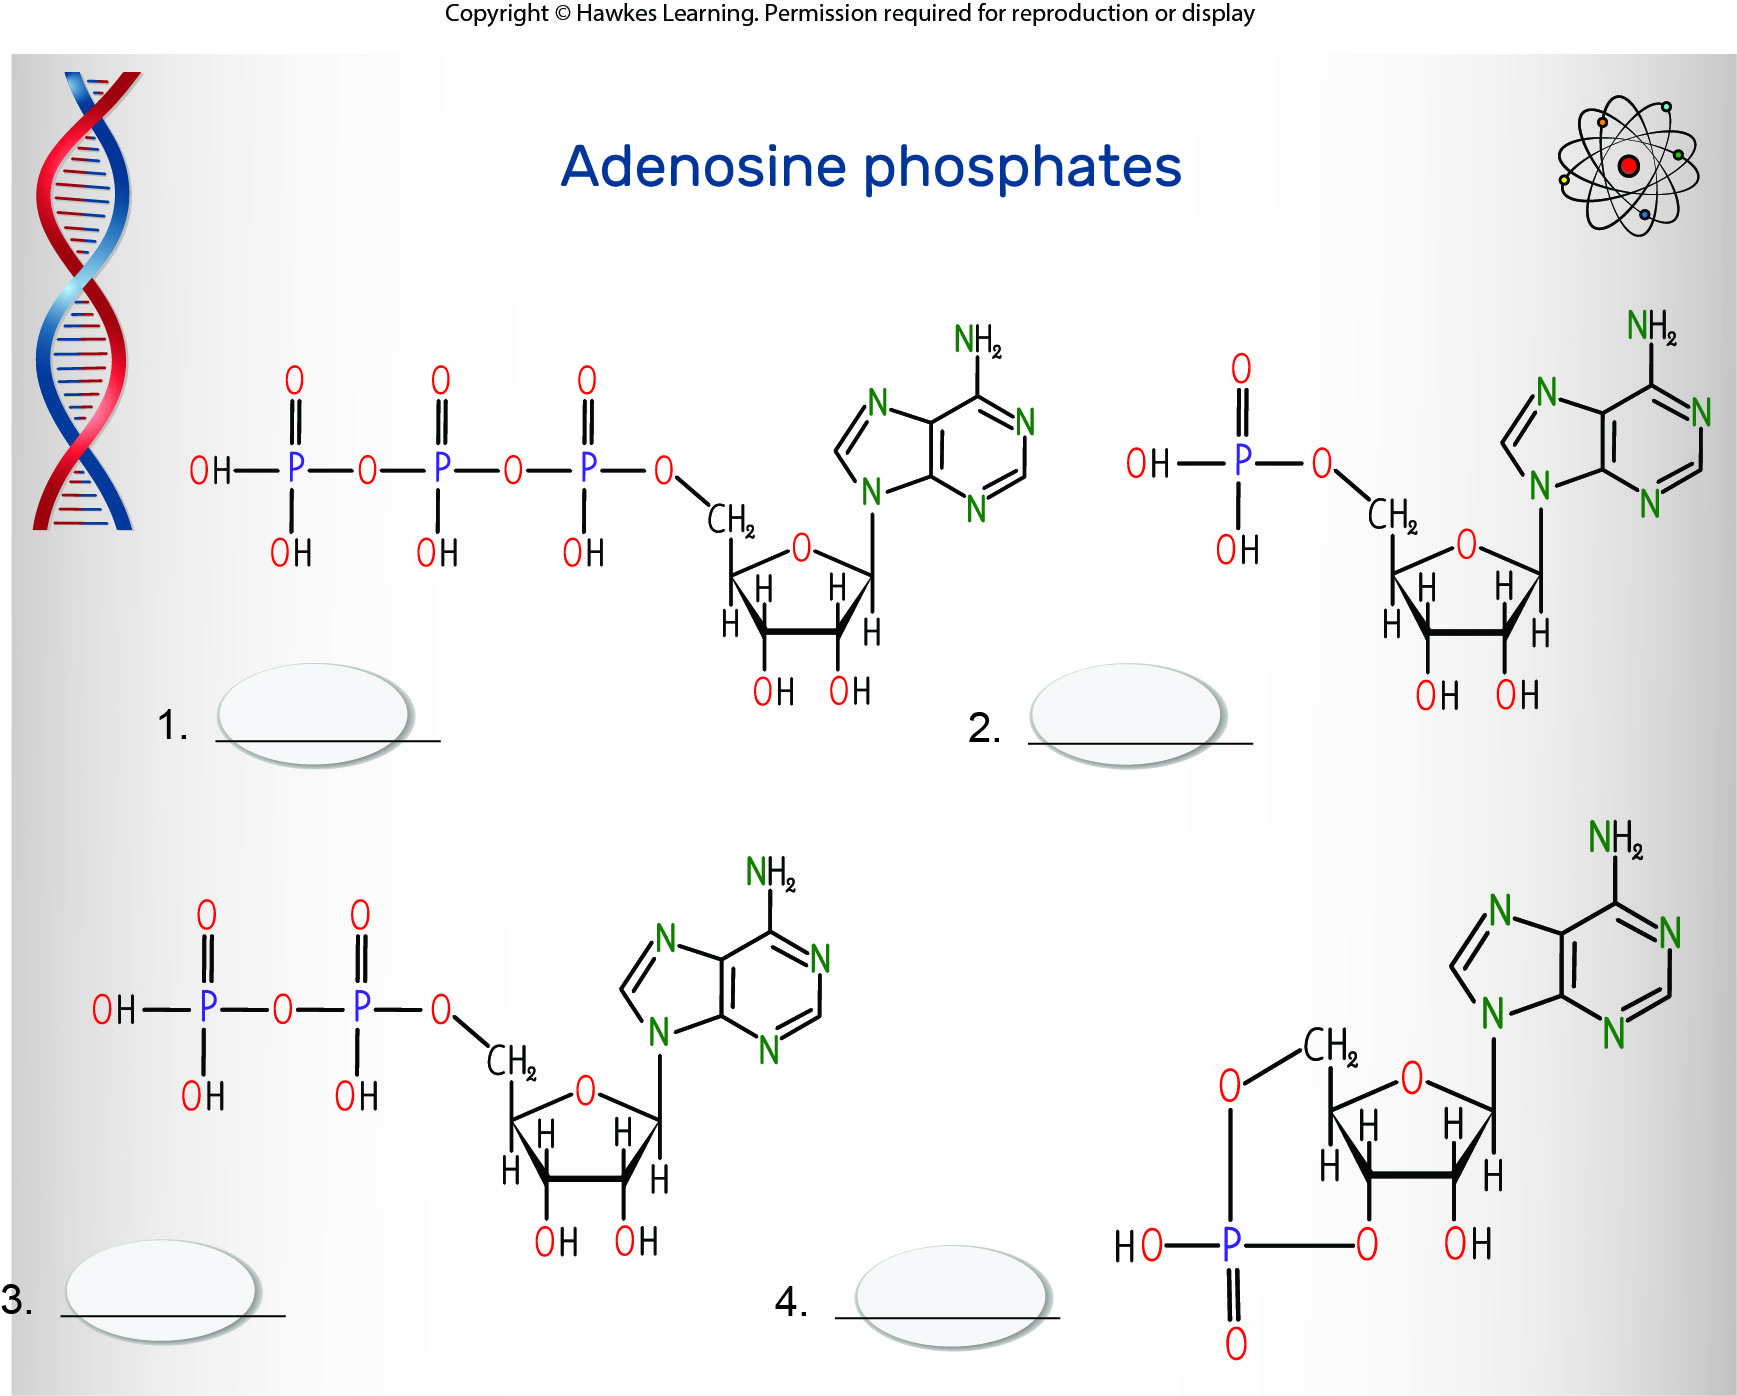 Copyright © Hawkes Learning. Permission required for reproduction or display
Adenosine phosphates
NH2
O O O N N
OH P O P O P O N N
OH OH OH CH2
O
H H
H H
OH OH
1.
NH2
O N N
OH P O N N
OH CH2
O
H H
H H
OH OH
2.
NH2
O O N N
OH P O P O N N
OH OH CH2
O
H H
H H
OH OH
3.
NH2
N N
N N
CH2
O O
H H
H H
HO P O OH
O
4.